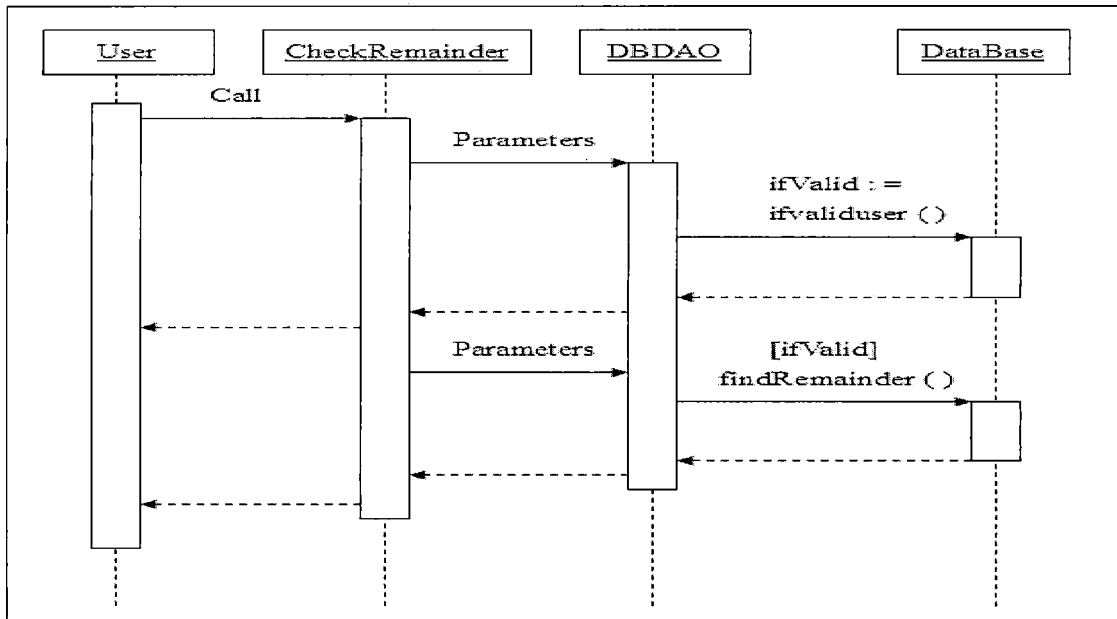 User
CheckRemainder
DBDAO
DataBase
Call
Parameters
ifValid :=
ifvaliduser ( )
Parameters
[ifValid]
findRemainder ( )